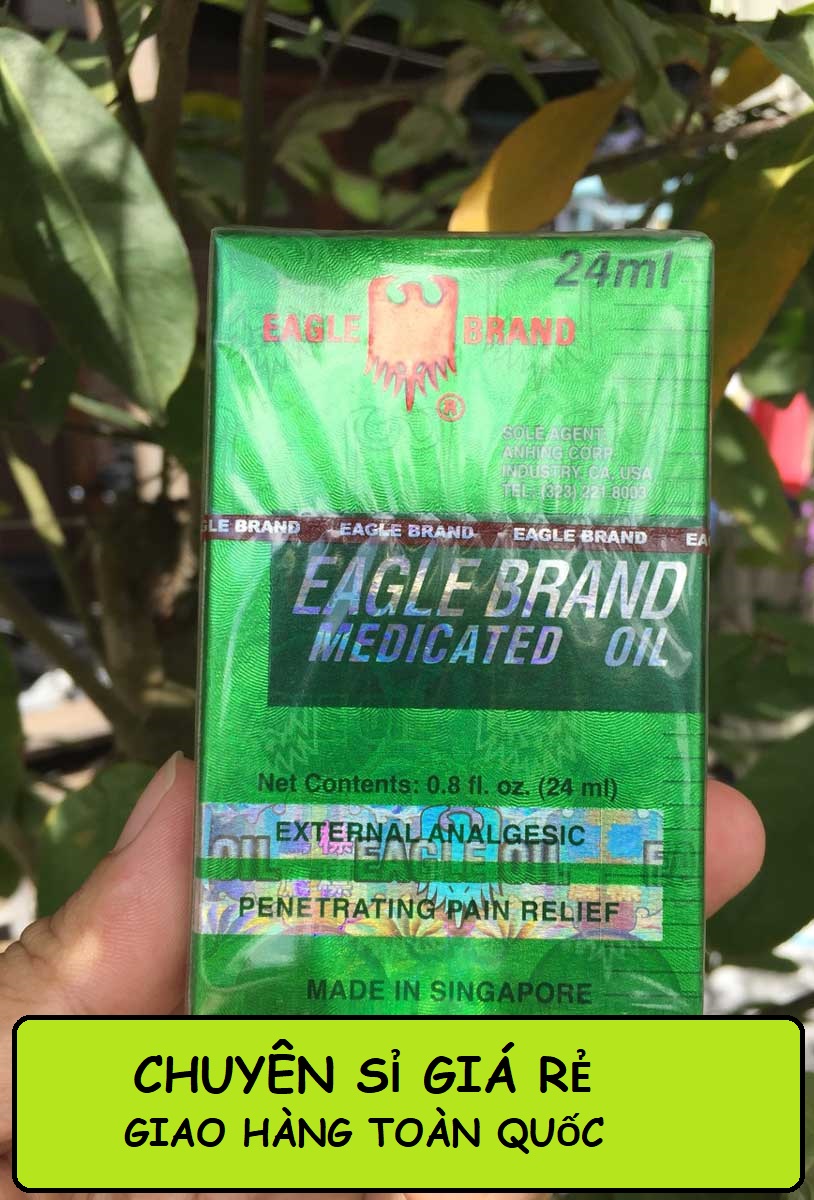 24ml
EAGLE BRAND
®
SOLE AGENT:
ANHING CORP.
INDUSTRY, CA, USA
TEL: (323) 221-8003
EAGLE BRAND EAGLE BRAND
EAGLE BRAND
MEDICATED OIL
Net Contents: 0.8 fl. oz. (24 ml)
EXTERNAL ANALGESIC
OIL EAGLE OIL
PENETRATING PAIN RELIEF
MADE IN SINGAPORE
CHUYÊN SỈ GIÁ RẺ
GIAO HÀNG TOÀN QUỐC